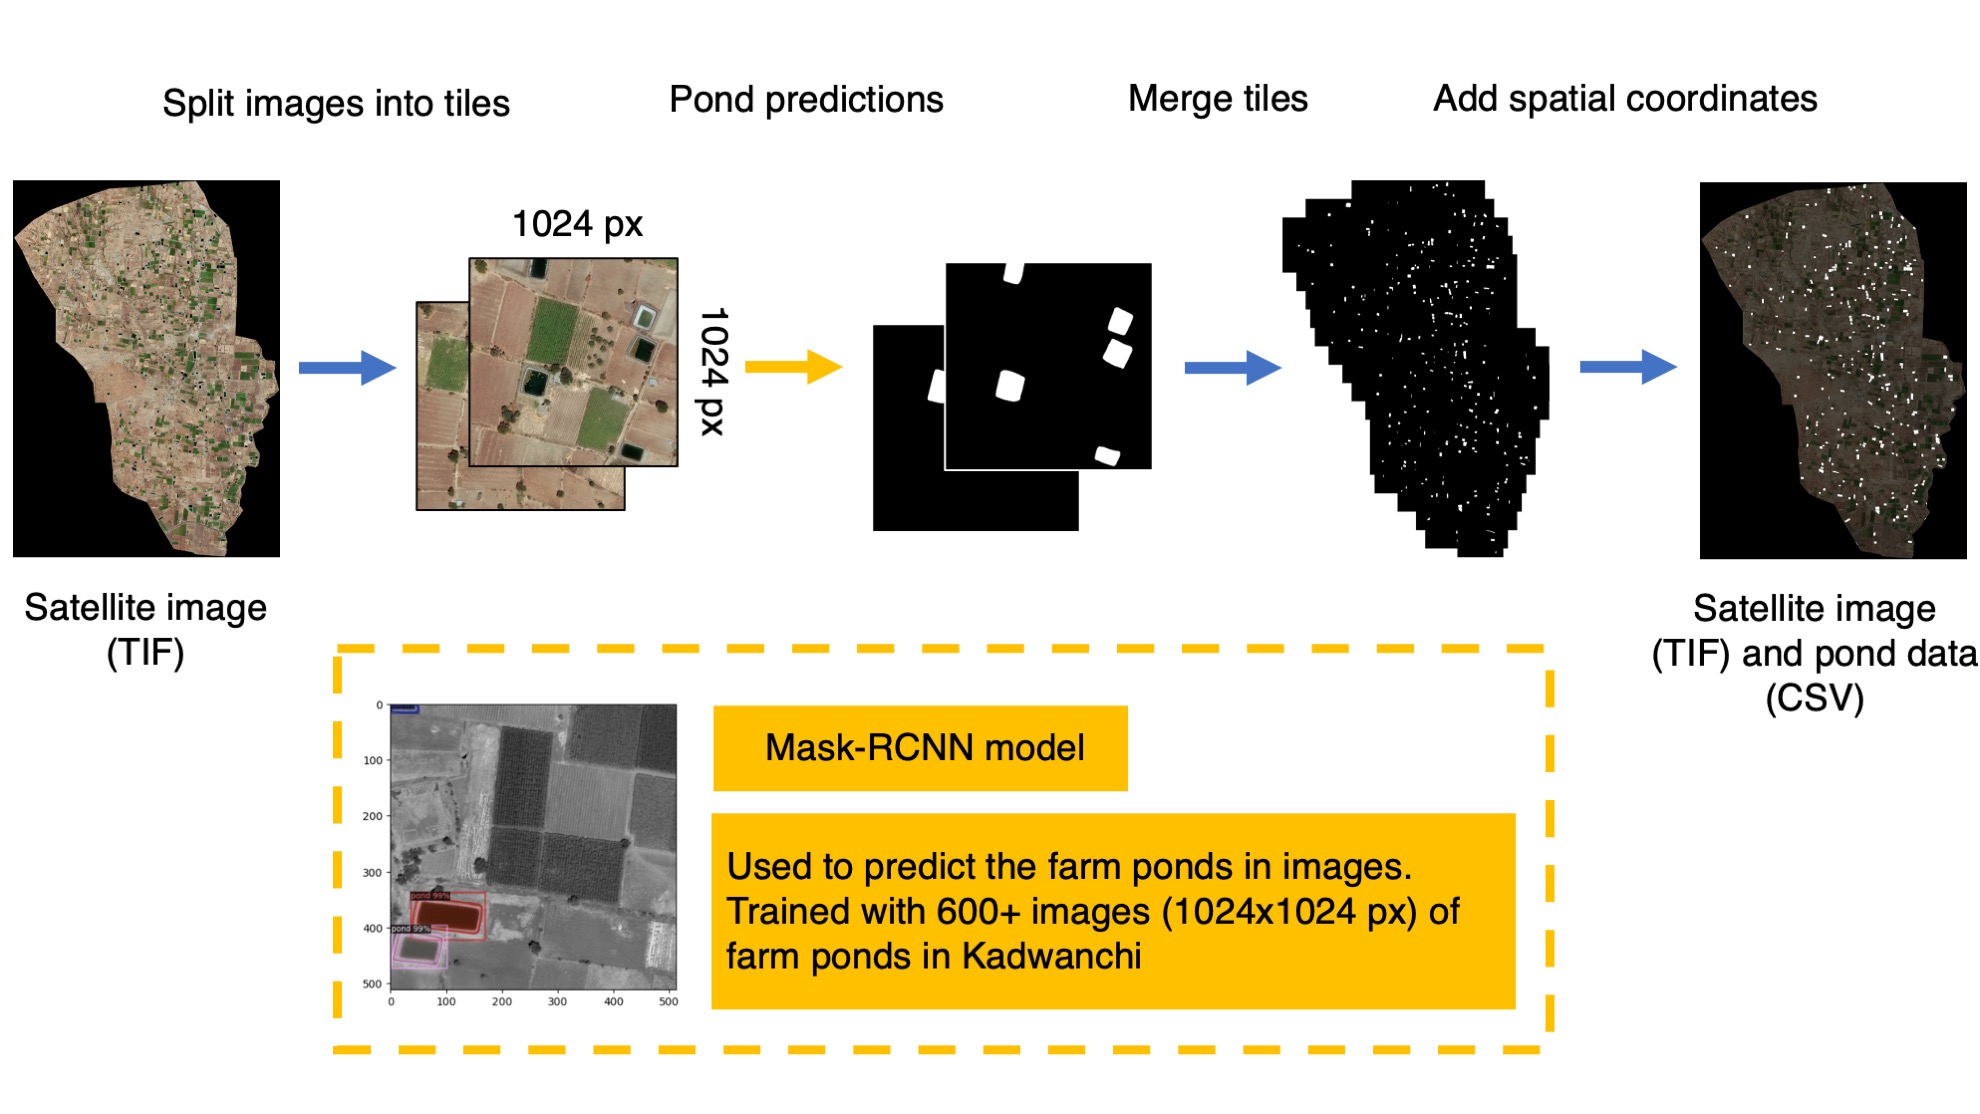 Split images into tiles
Pond predictions
Merge tiles
Add spatial coordinates
1024 px
1024 px
Satellite image
(TIF)
Satellite image
(TIF) and pond data
(CSV)
Mask-RCNN model
Used to predict the farm ponds in images.
Trained with 600+ images (1024x1024 px) of
farm ponds in Kadwanchi
0
100
200
300
400
500
pond 99%
pond 99%
0 100 200 300 400 500